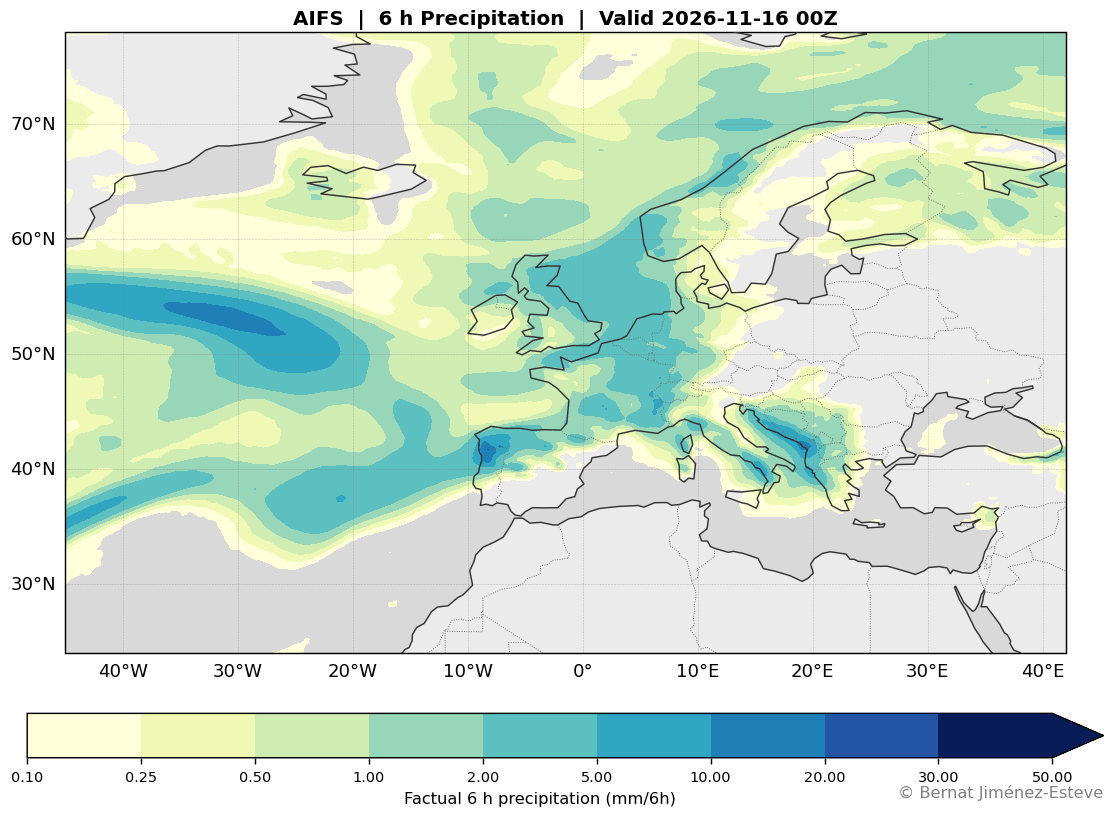 AIFS | 6 h Precipitation | Valid 2026-11-16 00Z
70°N
60°N
50°N
40°N
30°N
40°W 30°W 20°W 10°W 0° 10°E 20°E 30°E 40°E
0.10 0.25 0.50 1.00 2.00 5.00 10.00 20.00 30.00 50.00
Factual 6 h precipitation (mm/6h)
© Bernat Jiménez-Esteve